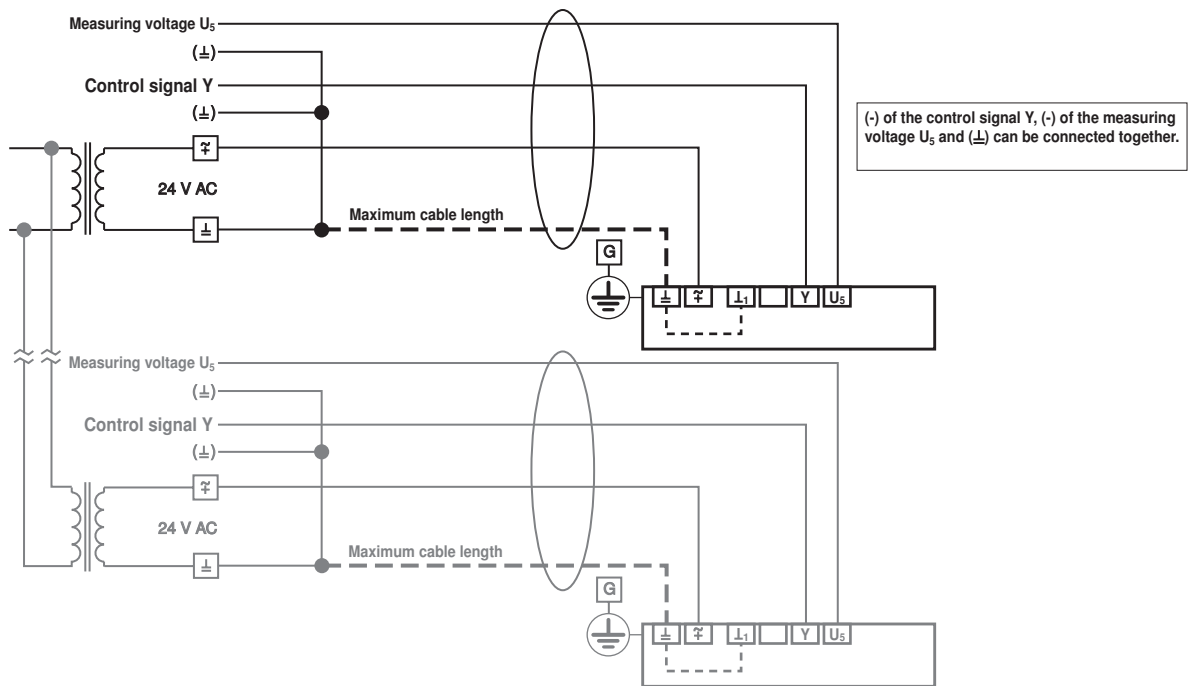 Measuring voltage U₅
(⊥)
Control signal Y
(⊥)
(-) of the control signal Y, (-) of the measuring
voltage U₅ and (⊥) can be connected together.
≂
24 V AC
⊥
Maximum cable length
G
⊥ ≂ ⊥₁ Y U₅
Measuring voltage U₅
(⊥)
Control signal Y
(⊥)
≂
24 V AC
⊥
Maximum cable length
G
⊥ ≂ ⊥₁ Y U₅